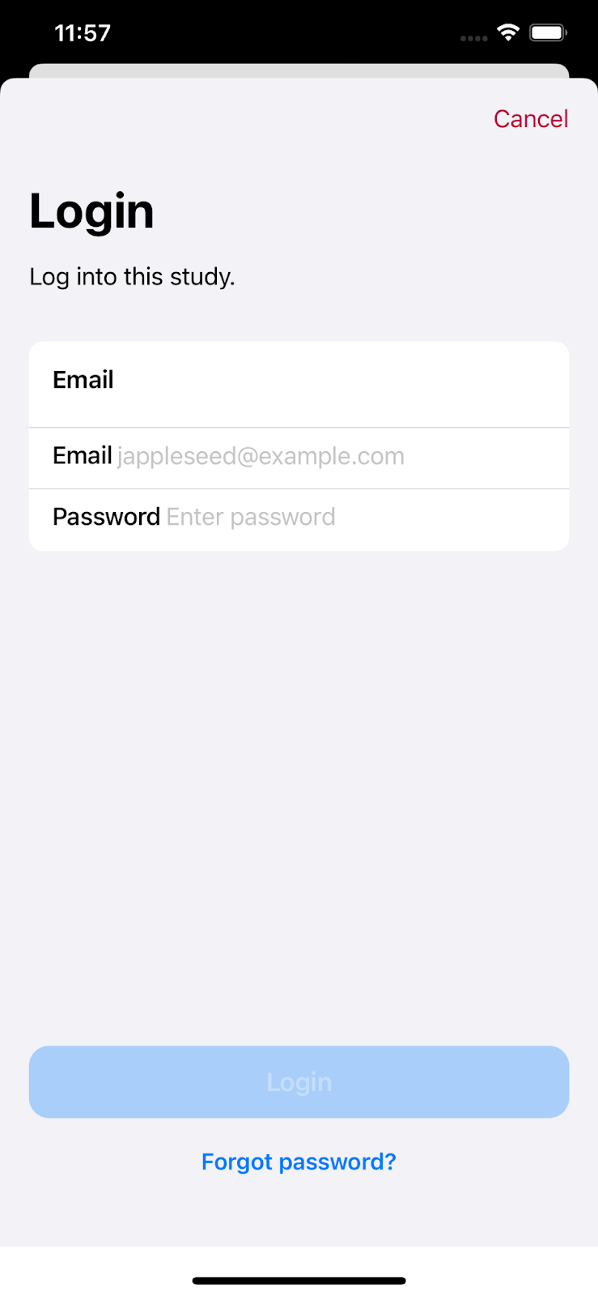 11:57
Cancel
Login
Log into this study.
Email
Email jappleseed@example.com
Password Enter password
Login
Forgot password?